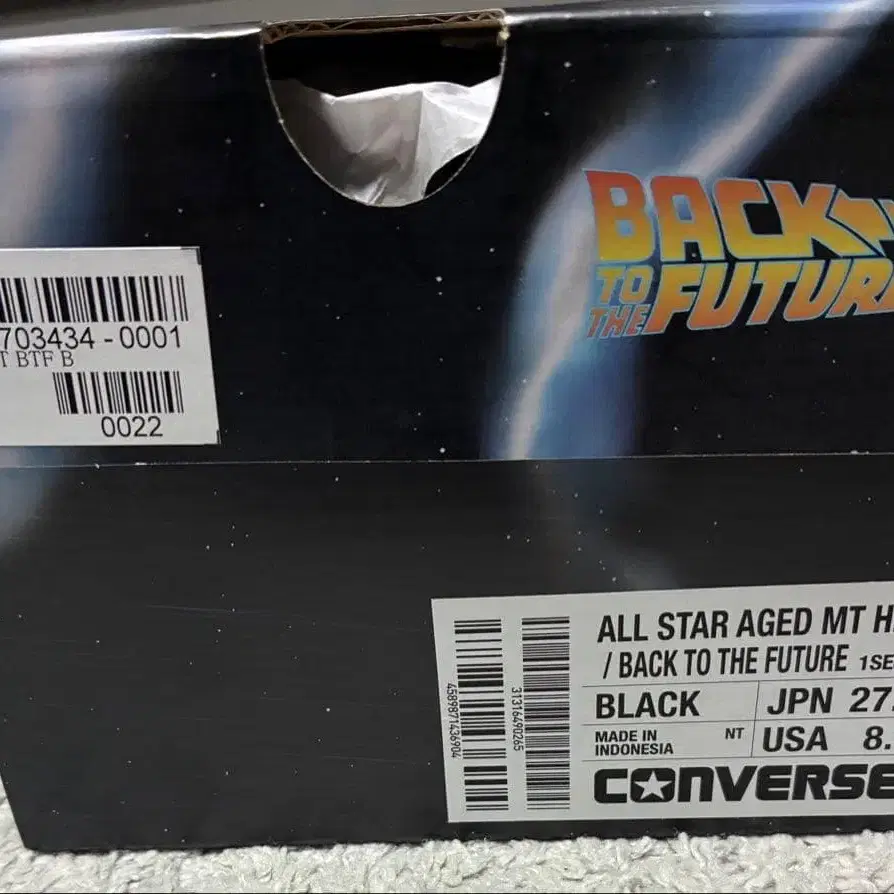 BACK
TO THE FUTURE
703434-0001
T BTF B
0022
ALL STAR AGED MT H
/ BACK TO THE FUTURE 1SE
BLACK
JPN 27.
MADE IN INDONESIA
NT
USA 8.
CONVERSE
4589871436904
31316490265